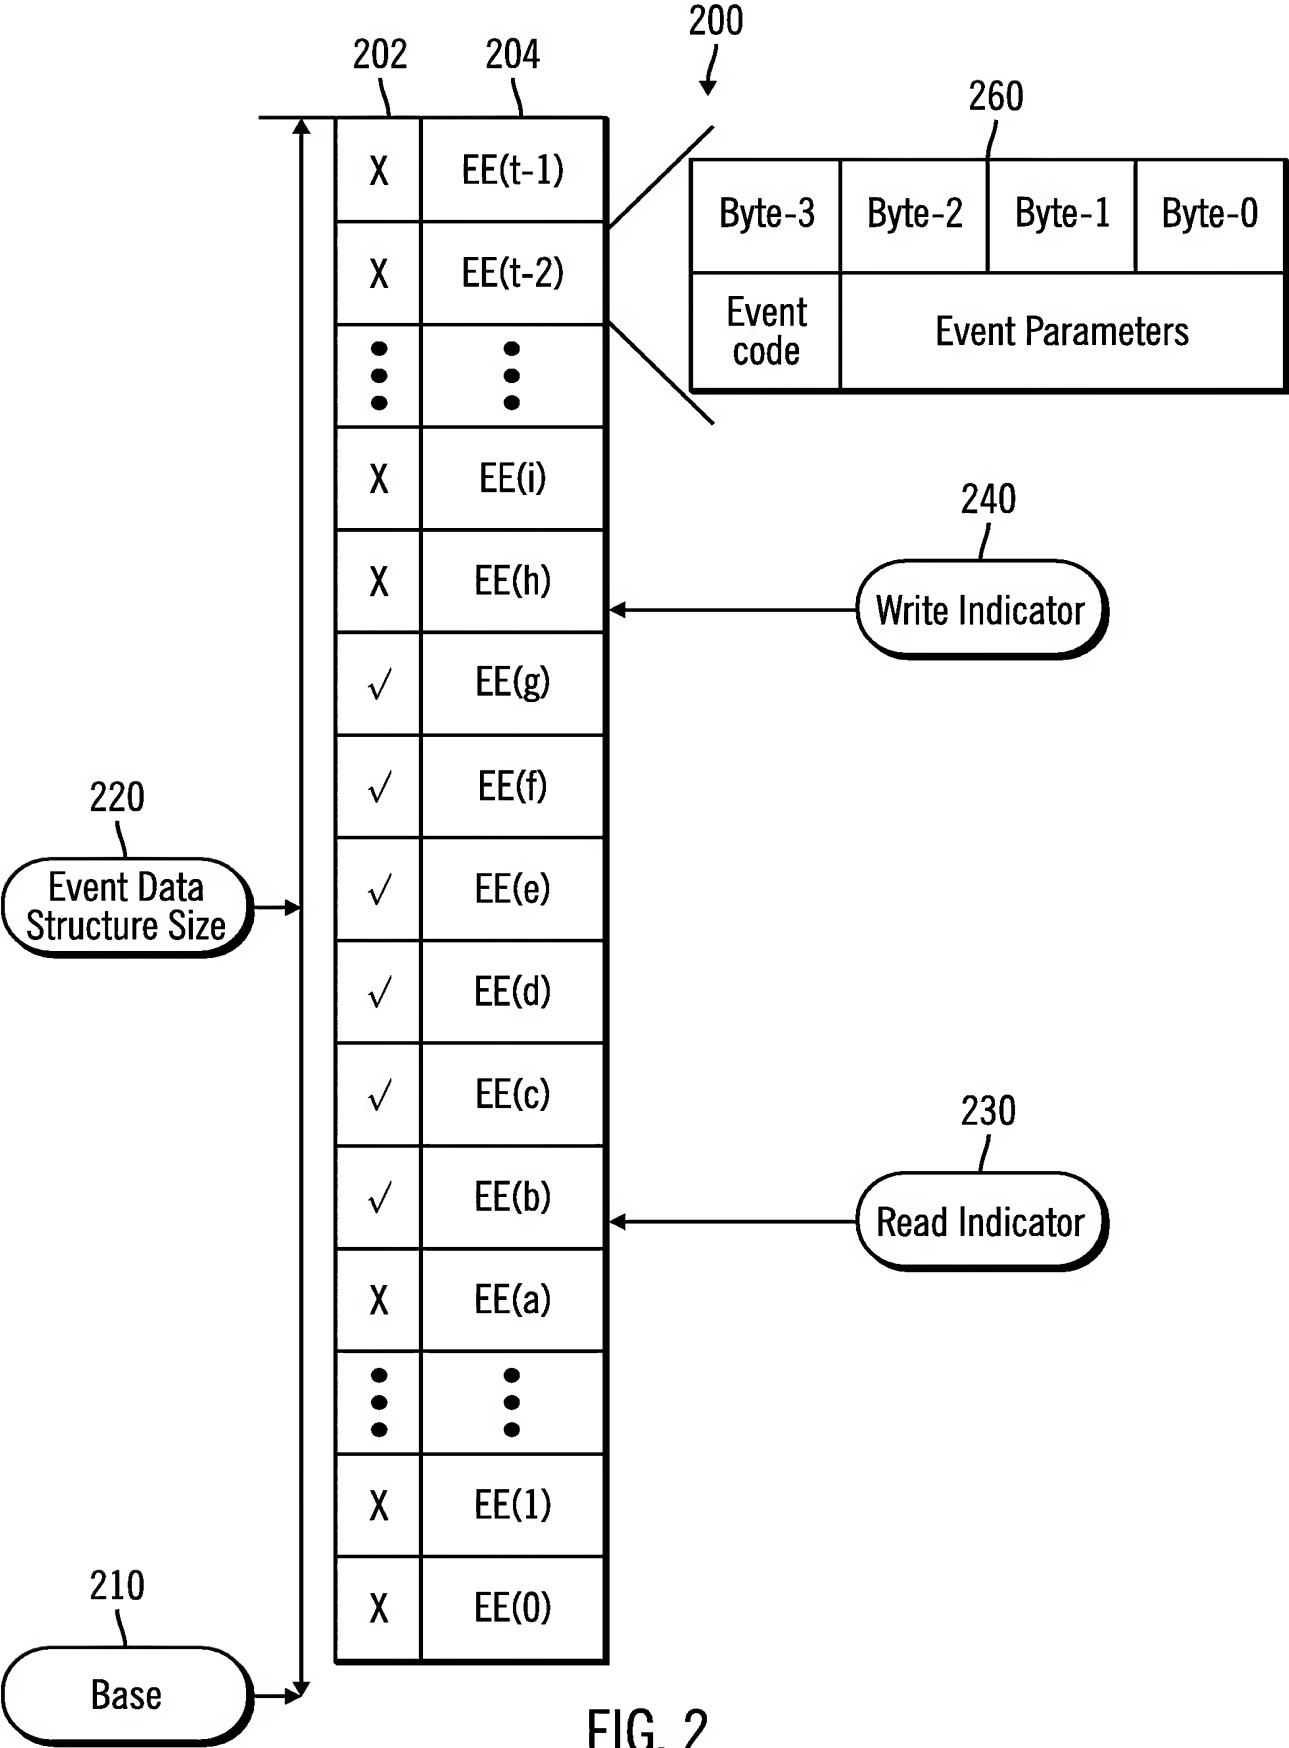 200
202 204
260
X EE(t-1)
Byte-3 Byte-2 Byte-1 Byte-0
X EE(t-2)
Event
code
Event Parameters
X EE(i)
240
X EE(h)
Write Indicator
√ EE(g)
√ EE(f)
220
Event Data
Structure Size
√ EE(e)
√ EE(d)
√ EE(c)
230
√ EE(b)
Read Indicator
X EE(a)
X EE(1)
210
X EE(0)
Base
FIG. 2